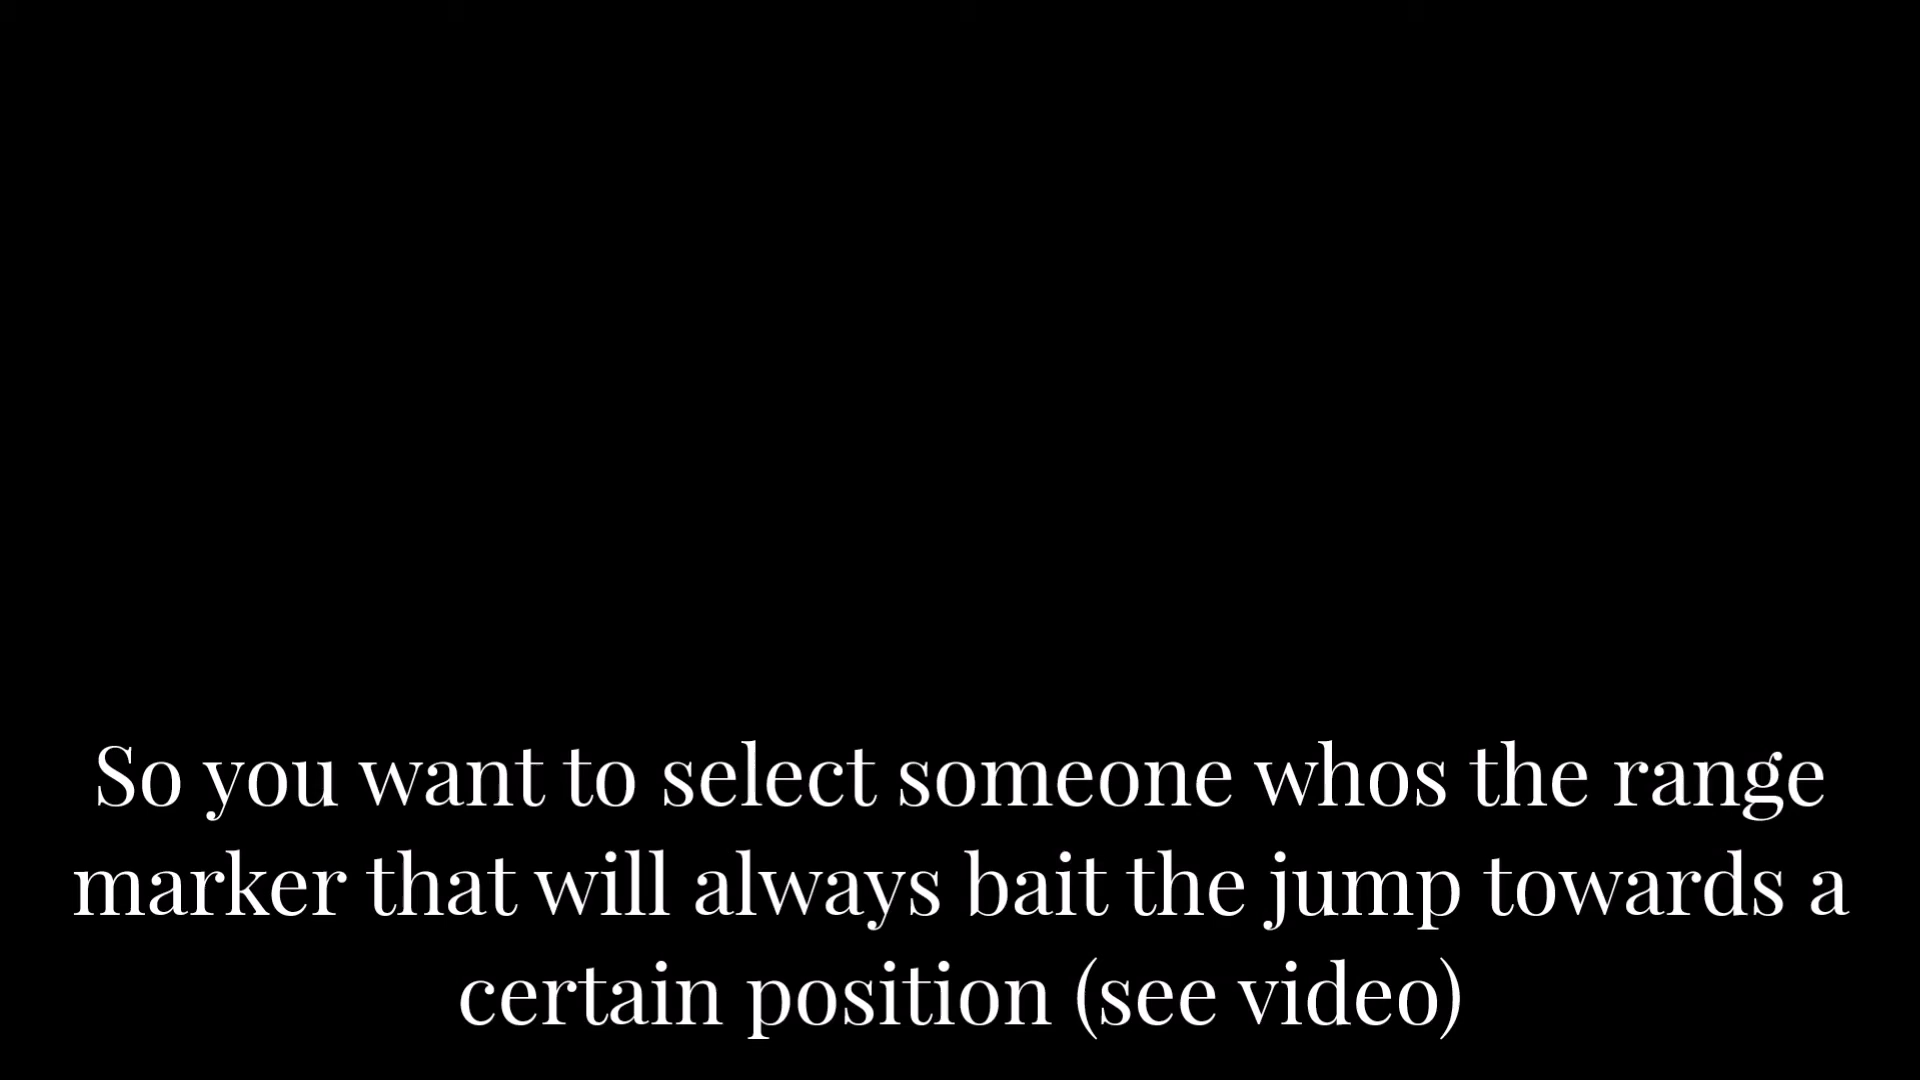 So you want to select someone whos the range
marker that will always bait the jump towards a
certain position (see video)